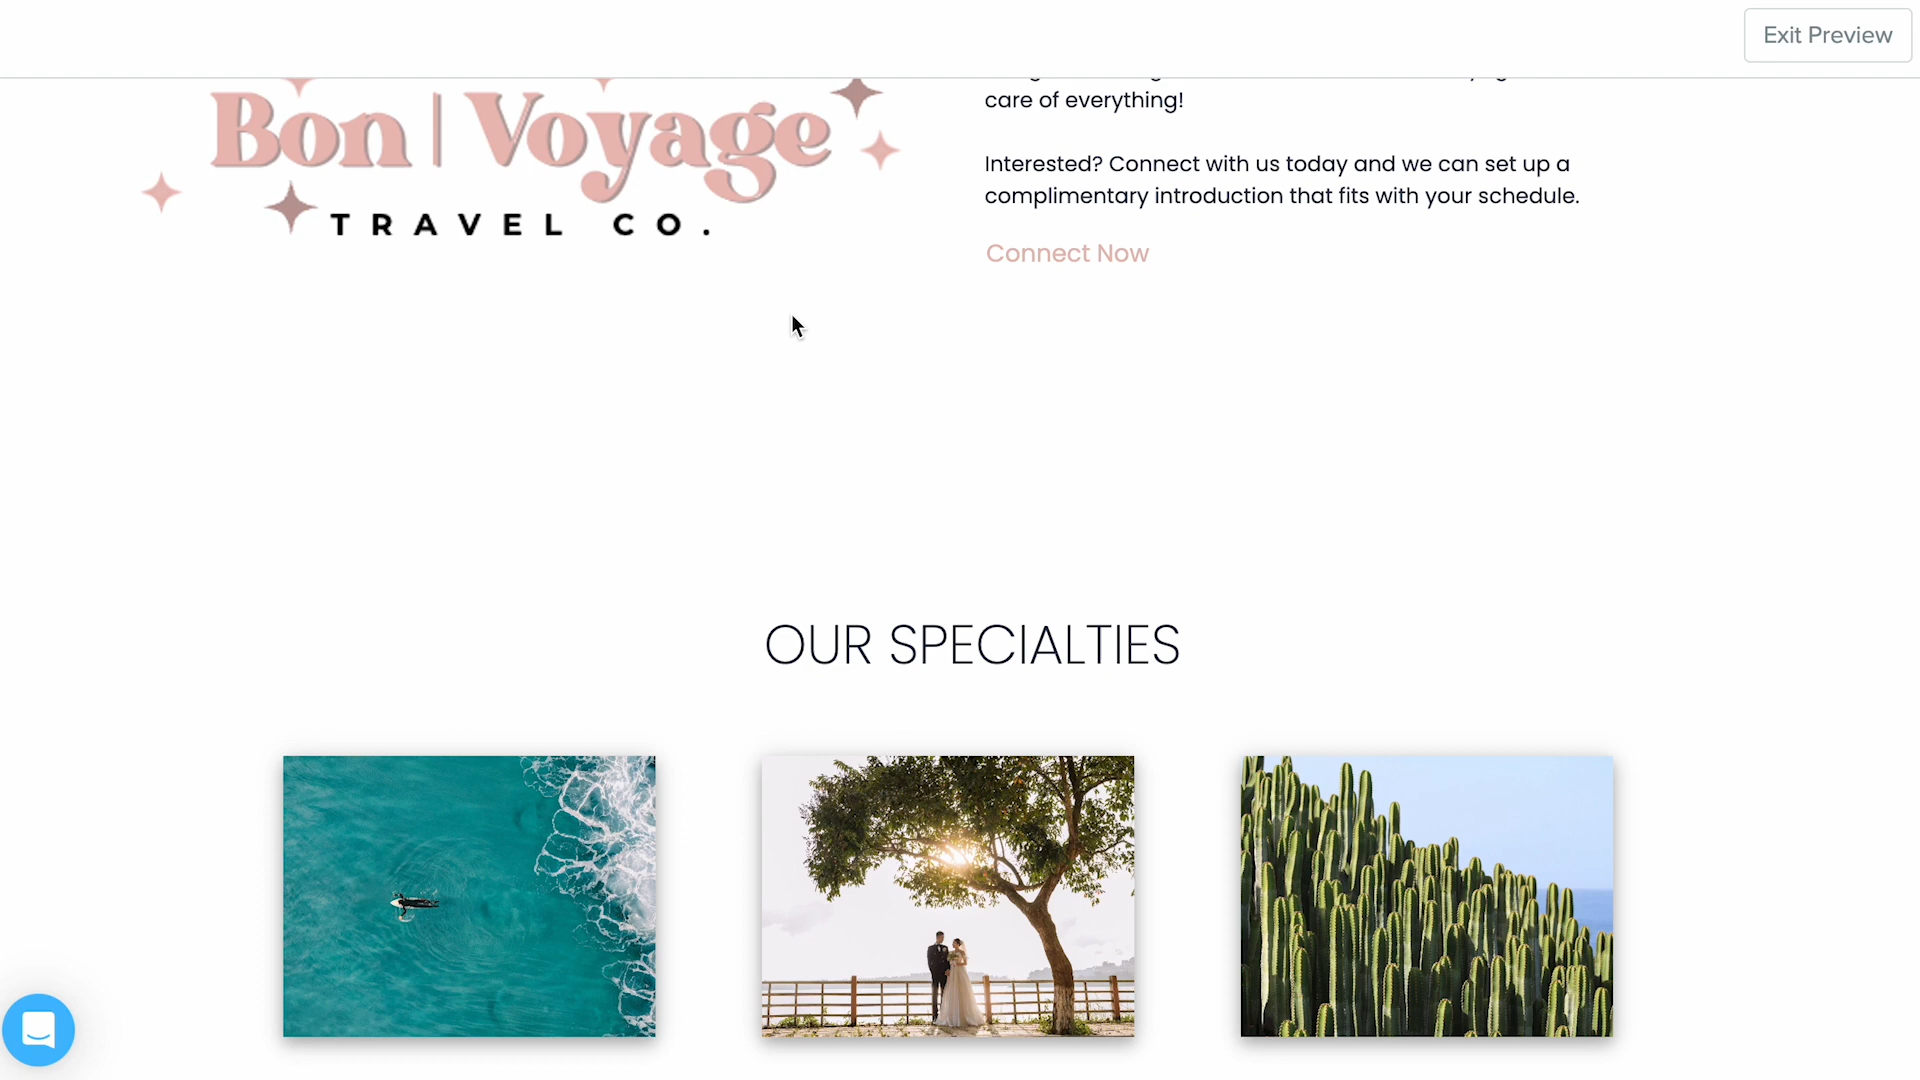 Exit Preview
Bon | Voyage
TRAVEL CO.
care of everything!
Interested? Connect with us today and we can set up a
complimentary introduction that fits with your schedule.
Connect Now
OUR SPECIALTIES